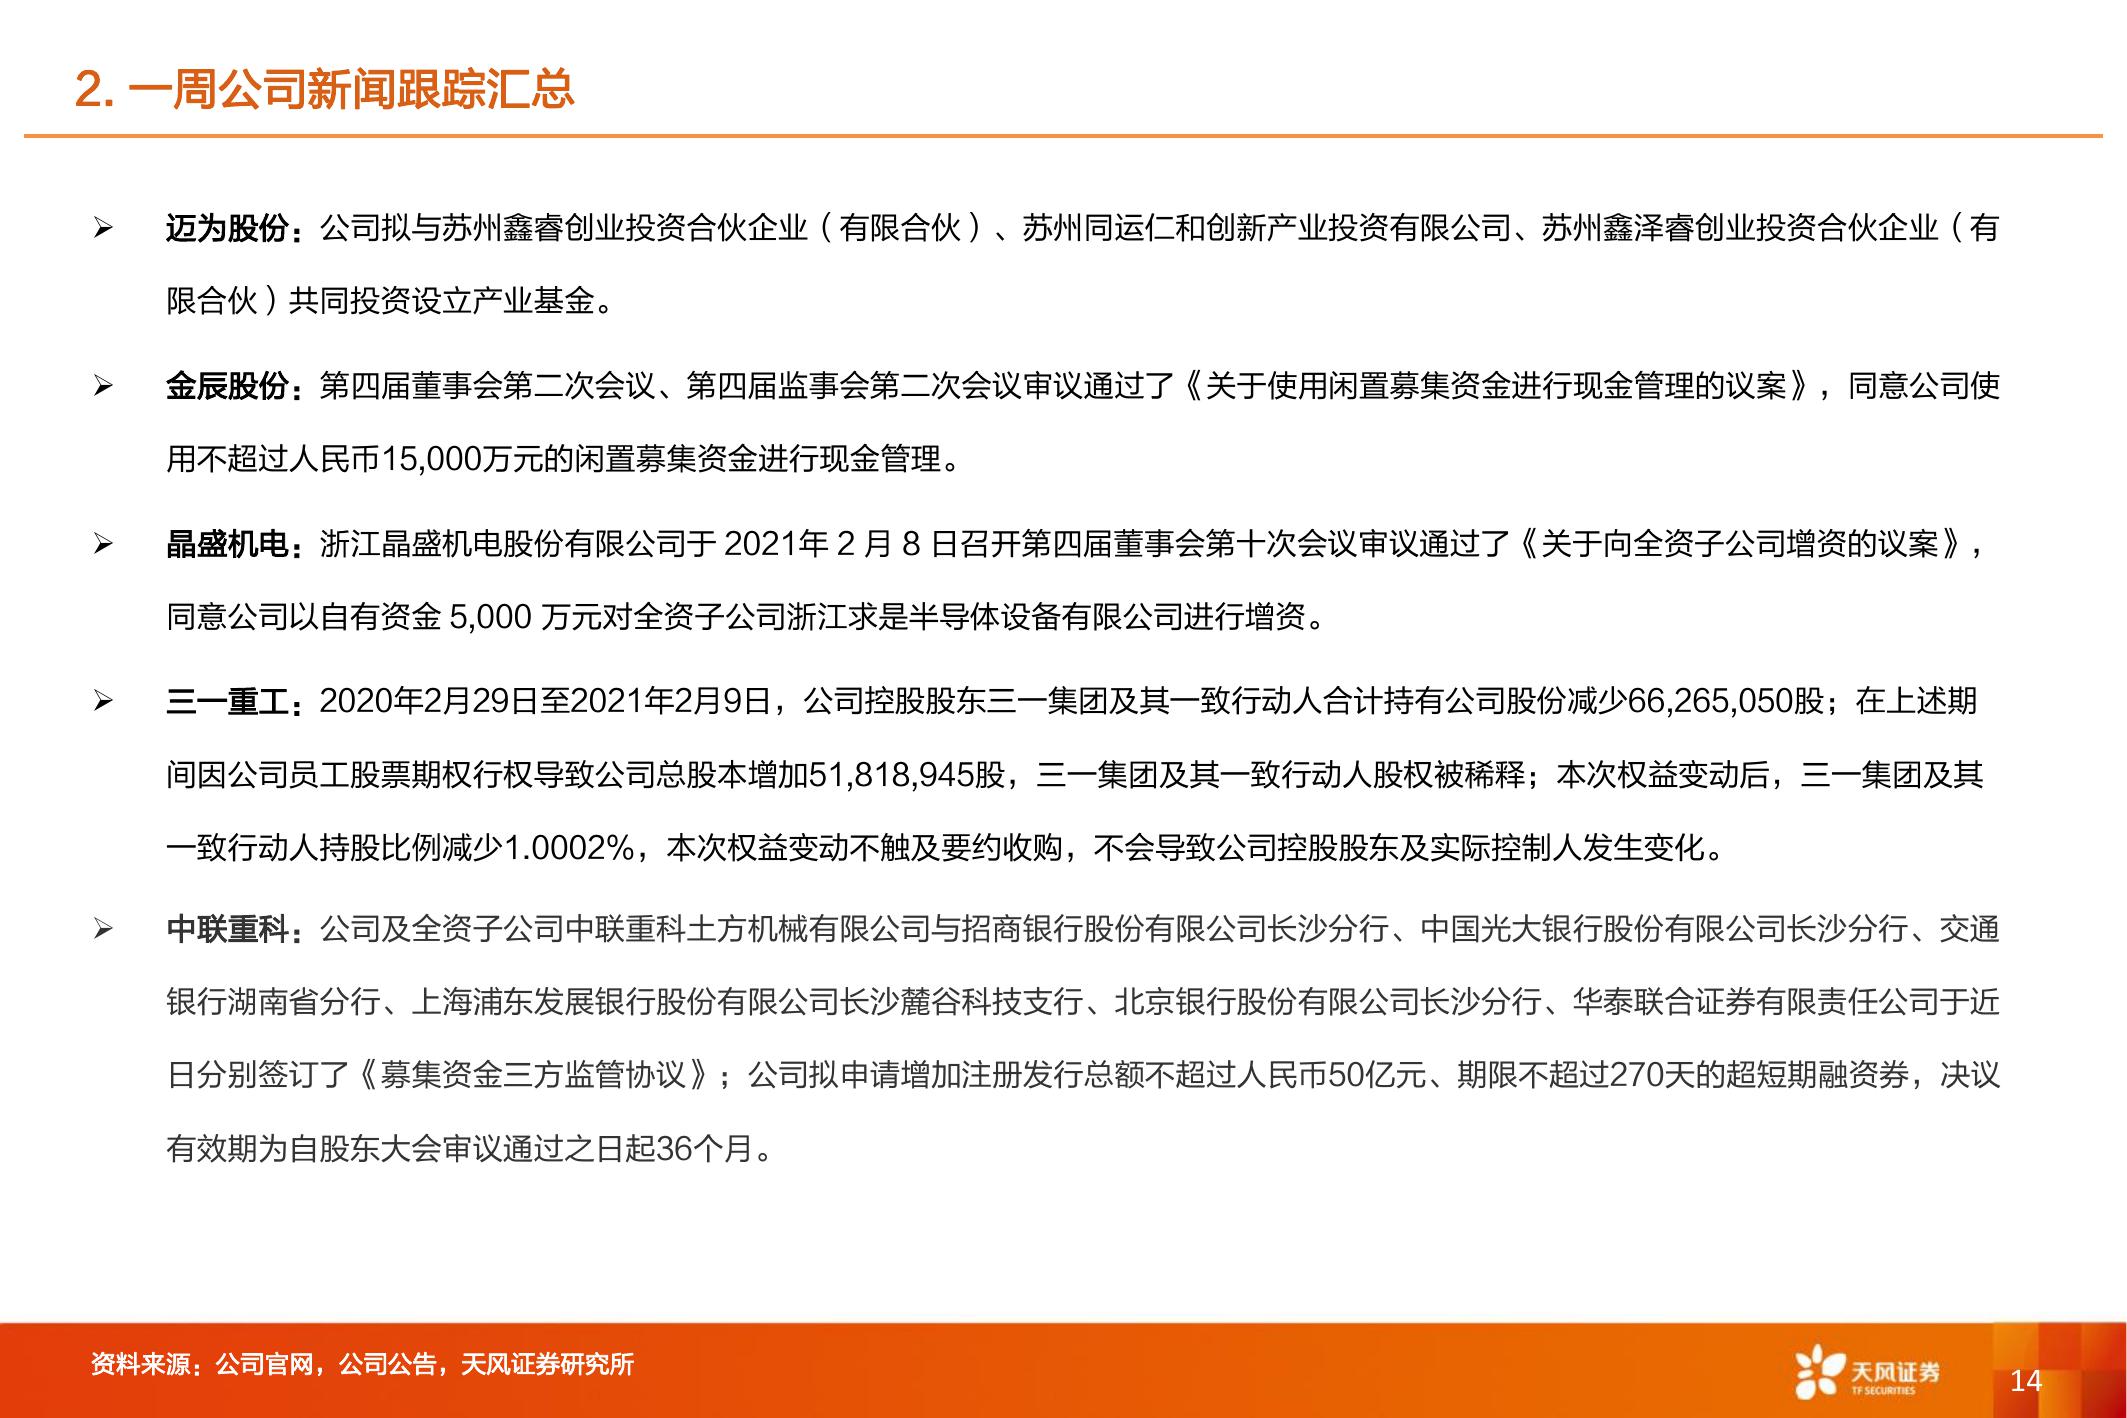 2. 一周公司新闻跟踪汇总
➢ 迈为股份：公司拟与苏州鑫睿创业投资合伙企业（有限合伙）、苏州同运仁和创新产业投资有限公司、苏州鑫泽睿创业投资合伙企业（有
限合伙）共同投资设立产业基金。
➢ 金辰股份：第四届董事会第二次会议、第四届监事会第二次会议审议通过了《关于使用闲置募集资金进行现金管理的议案》，同意公司使
用不超过人民币15,000万元的闲置募集资金进行现金管理。
➢ 晶盛机电：浙江晶盛机电股份有限公司于 2021年 2 月 8 日召开第四届董事会第十次会议审议通过了《关于向全资子公司增资的议案》，
同意公司以自有资金 5,000 万元对全资子公司浙江求是半导体设备有限公司进行增资。
➢ 三一重工：2020年2月29日至2021年2月9日，公司控股股东三一集团及其一致行动人合计持有公司股份减少66,265,050股；在上述期
间因公司员工股票期权行权导致公司总股本增加51,818,945股，三一集团及其一致行动人股权被稀释；本次权益变动后，三一集团及其
一致行动人持股比例减少1.0002%，本次权益变动不触及要约收购，不会导致公司控股股东及实际控制人发生变化。
➢ 中联重科：公司及全资子公司中联重科土方机械有限公司与招商银行股份有限公司长沙分行、中国光大银行股份有限公司长沙分行、交通
银行湖南省分行、上海浦东发展银行股份有限公司长沙麓谷科技支行、北京银行股份有限公司长沙分行、华泰联合证券有限责任公司于近
日分别签订了《募集资金三方监管协议》；公司拟申请增加注册发行总额不超过人民币50亿元、期限不超过270天的超短期融资券，决议
有效期为自股东大会审议通过之日起36个月。
资料来源：公司官网，公司公告，天风证券研究所
天风证券
TF SECURITIES
14